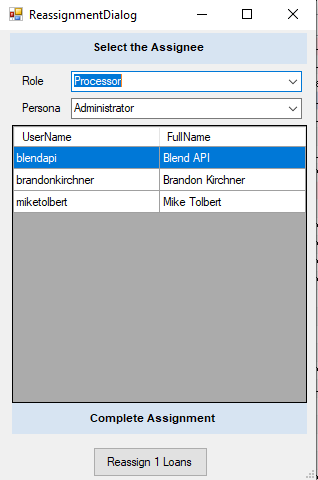 ReassignmentDialog
Select the Assignee
Role Processor
Persona Administrator
UserName FullName
blendapi Blend API
brandonkirchner Brandon Kirchner
miketolbert Mike Tolbert
Complete Assignment
Reassign 1 Loans